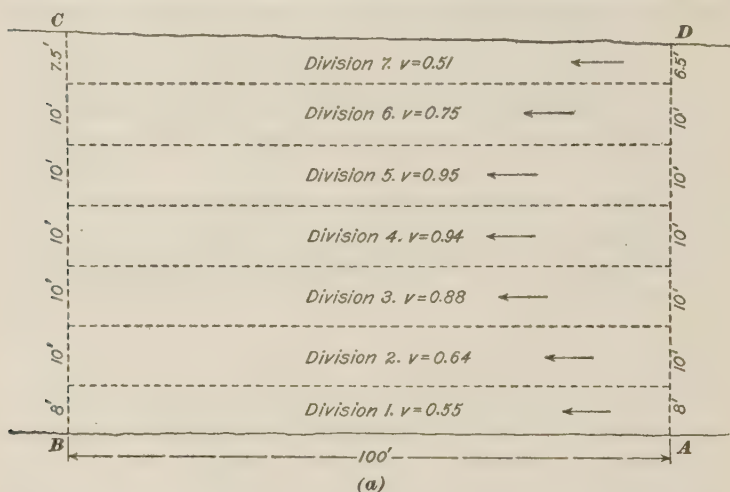 C D
7.5' Division 7. v=0.51 6.5'
10' Division 6. v=0.75 10'
10' Division 5. v=0.95 10'
10' Division 4. v=0.94 10'
10' Division 3. v=0.88 10'
10' Division 2. v=0.64 10'
8' Division 1. v=0.55 8'
B A
100'
(a)